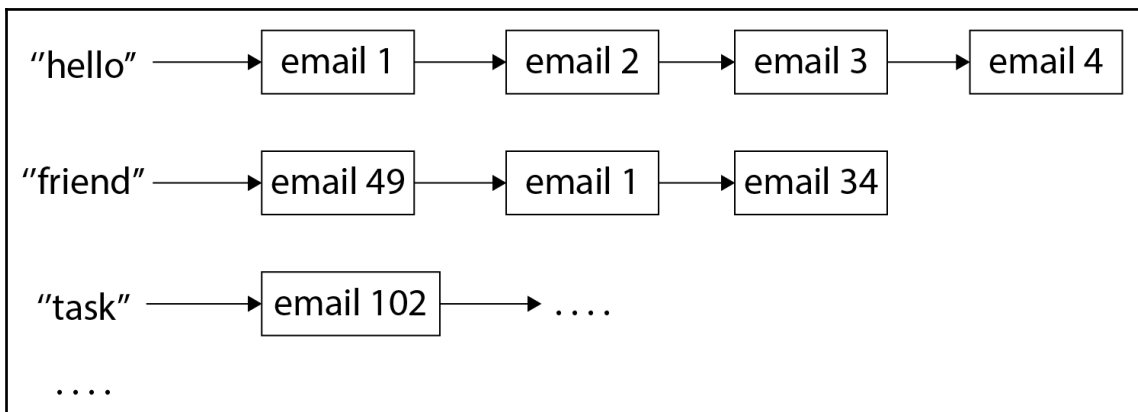 "hello" email 1 email 2 email 3 email 4
"friend" email 49 email 1 email 34
"task" email 102 ....
....